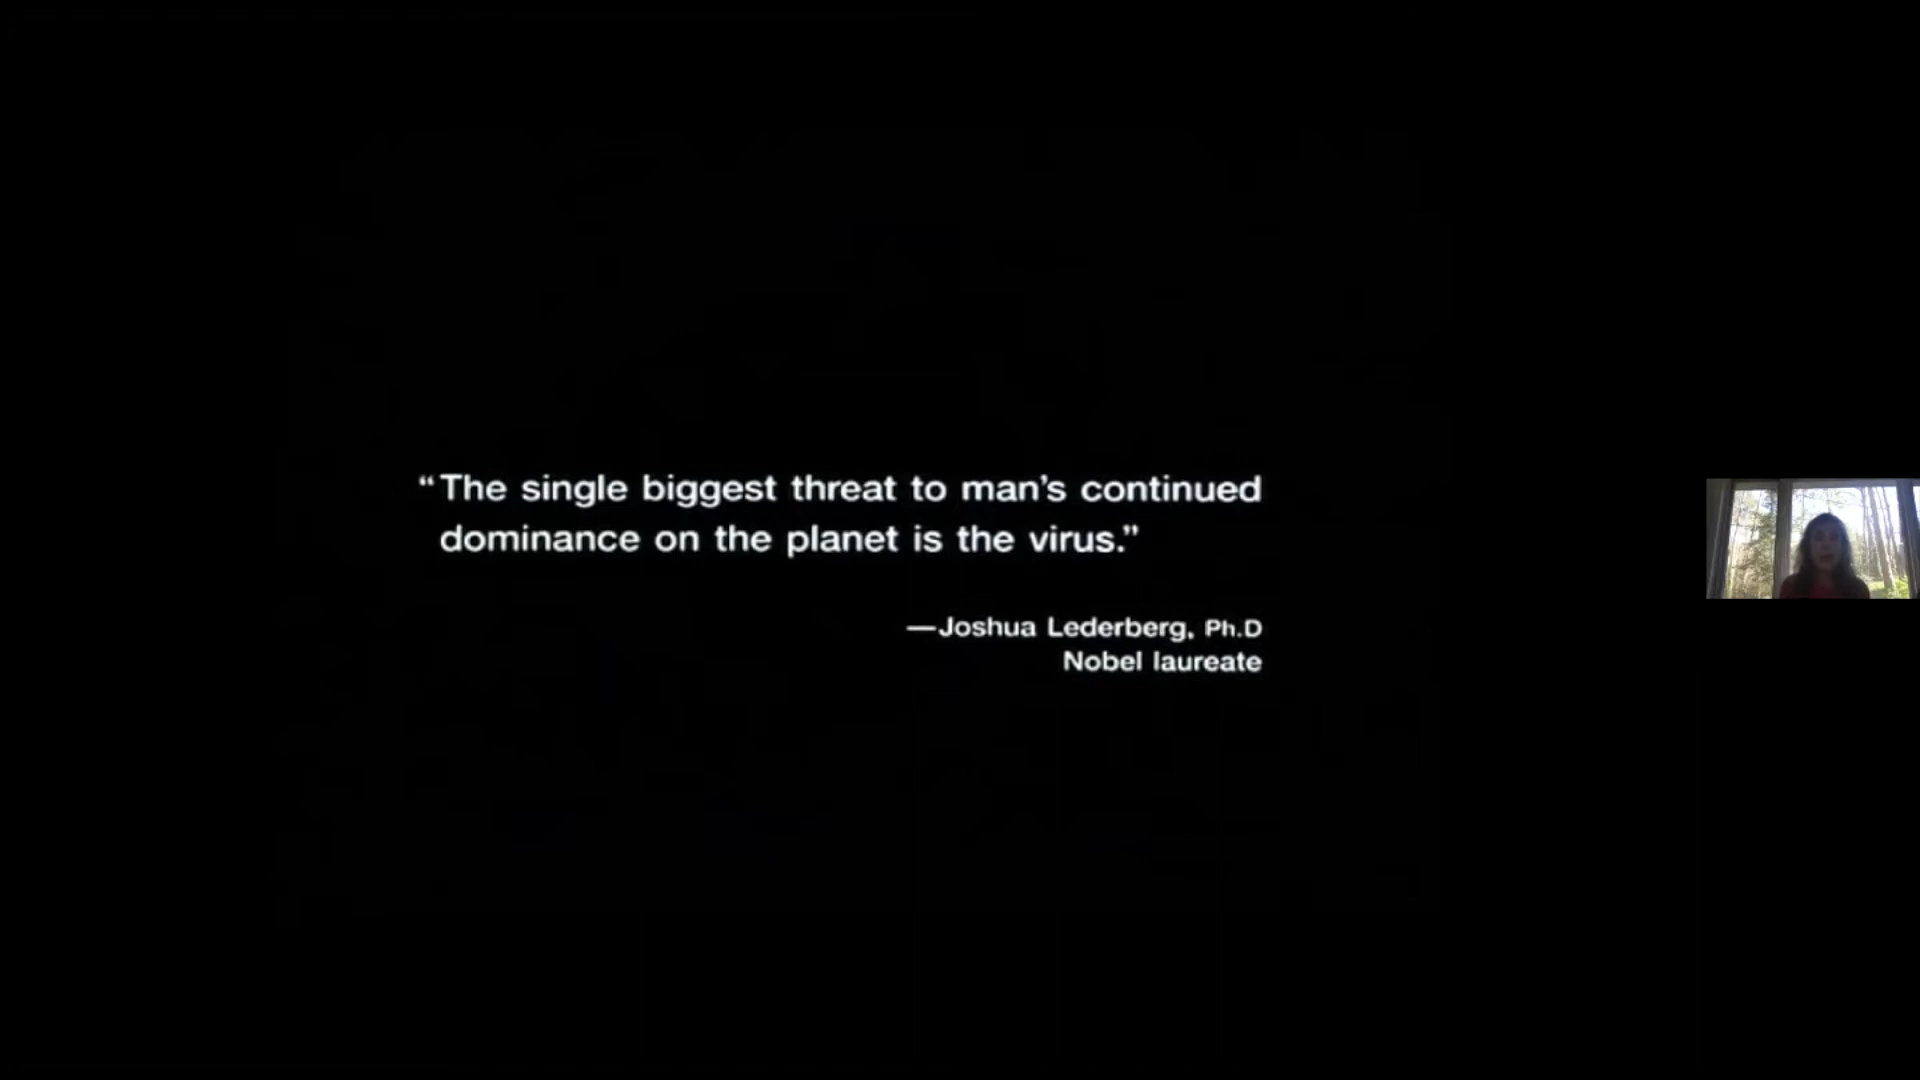 “The single biggest threat to man’s continued
dominance on the planet is the virus.”
—Joshua Lederberg, Ph.D
Nobel laureate